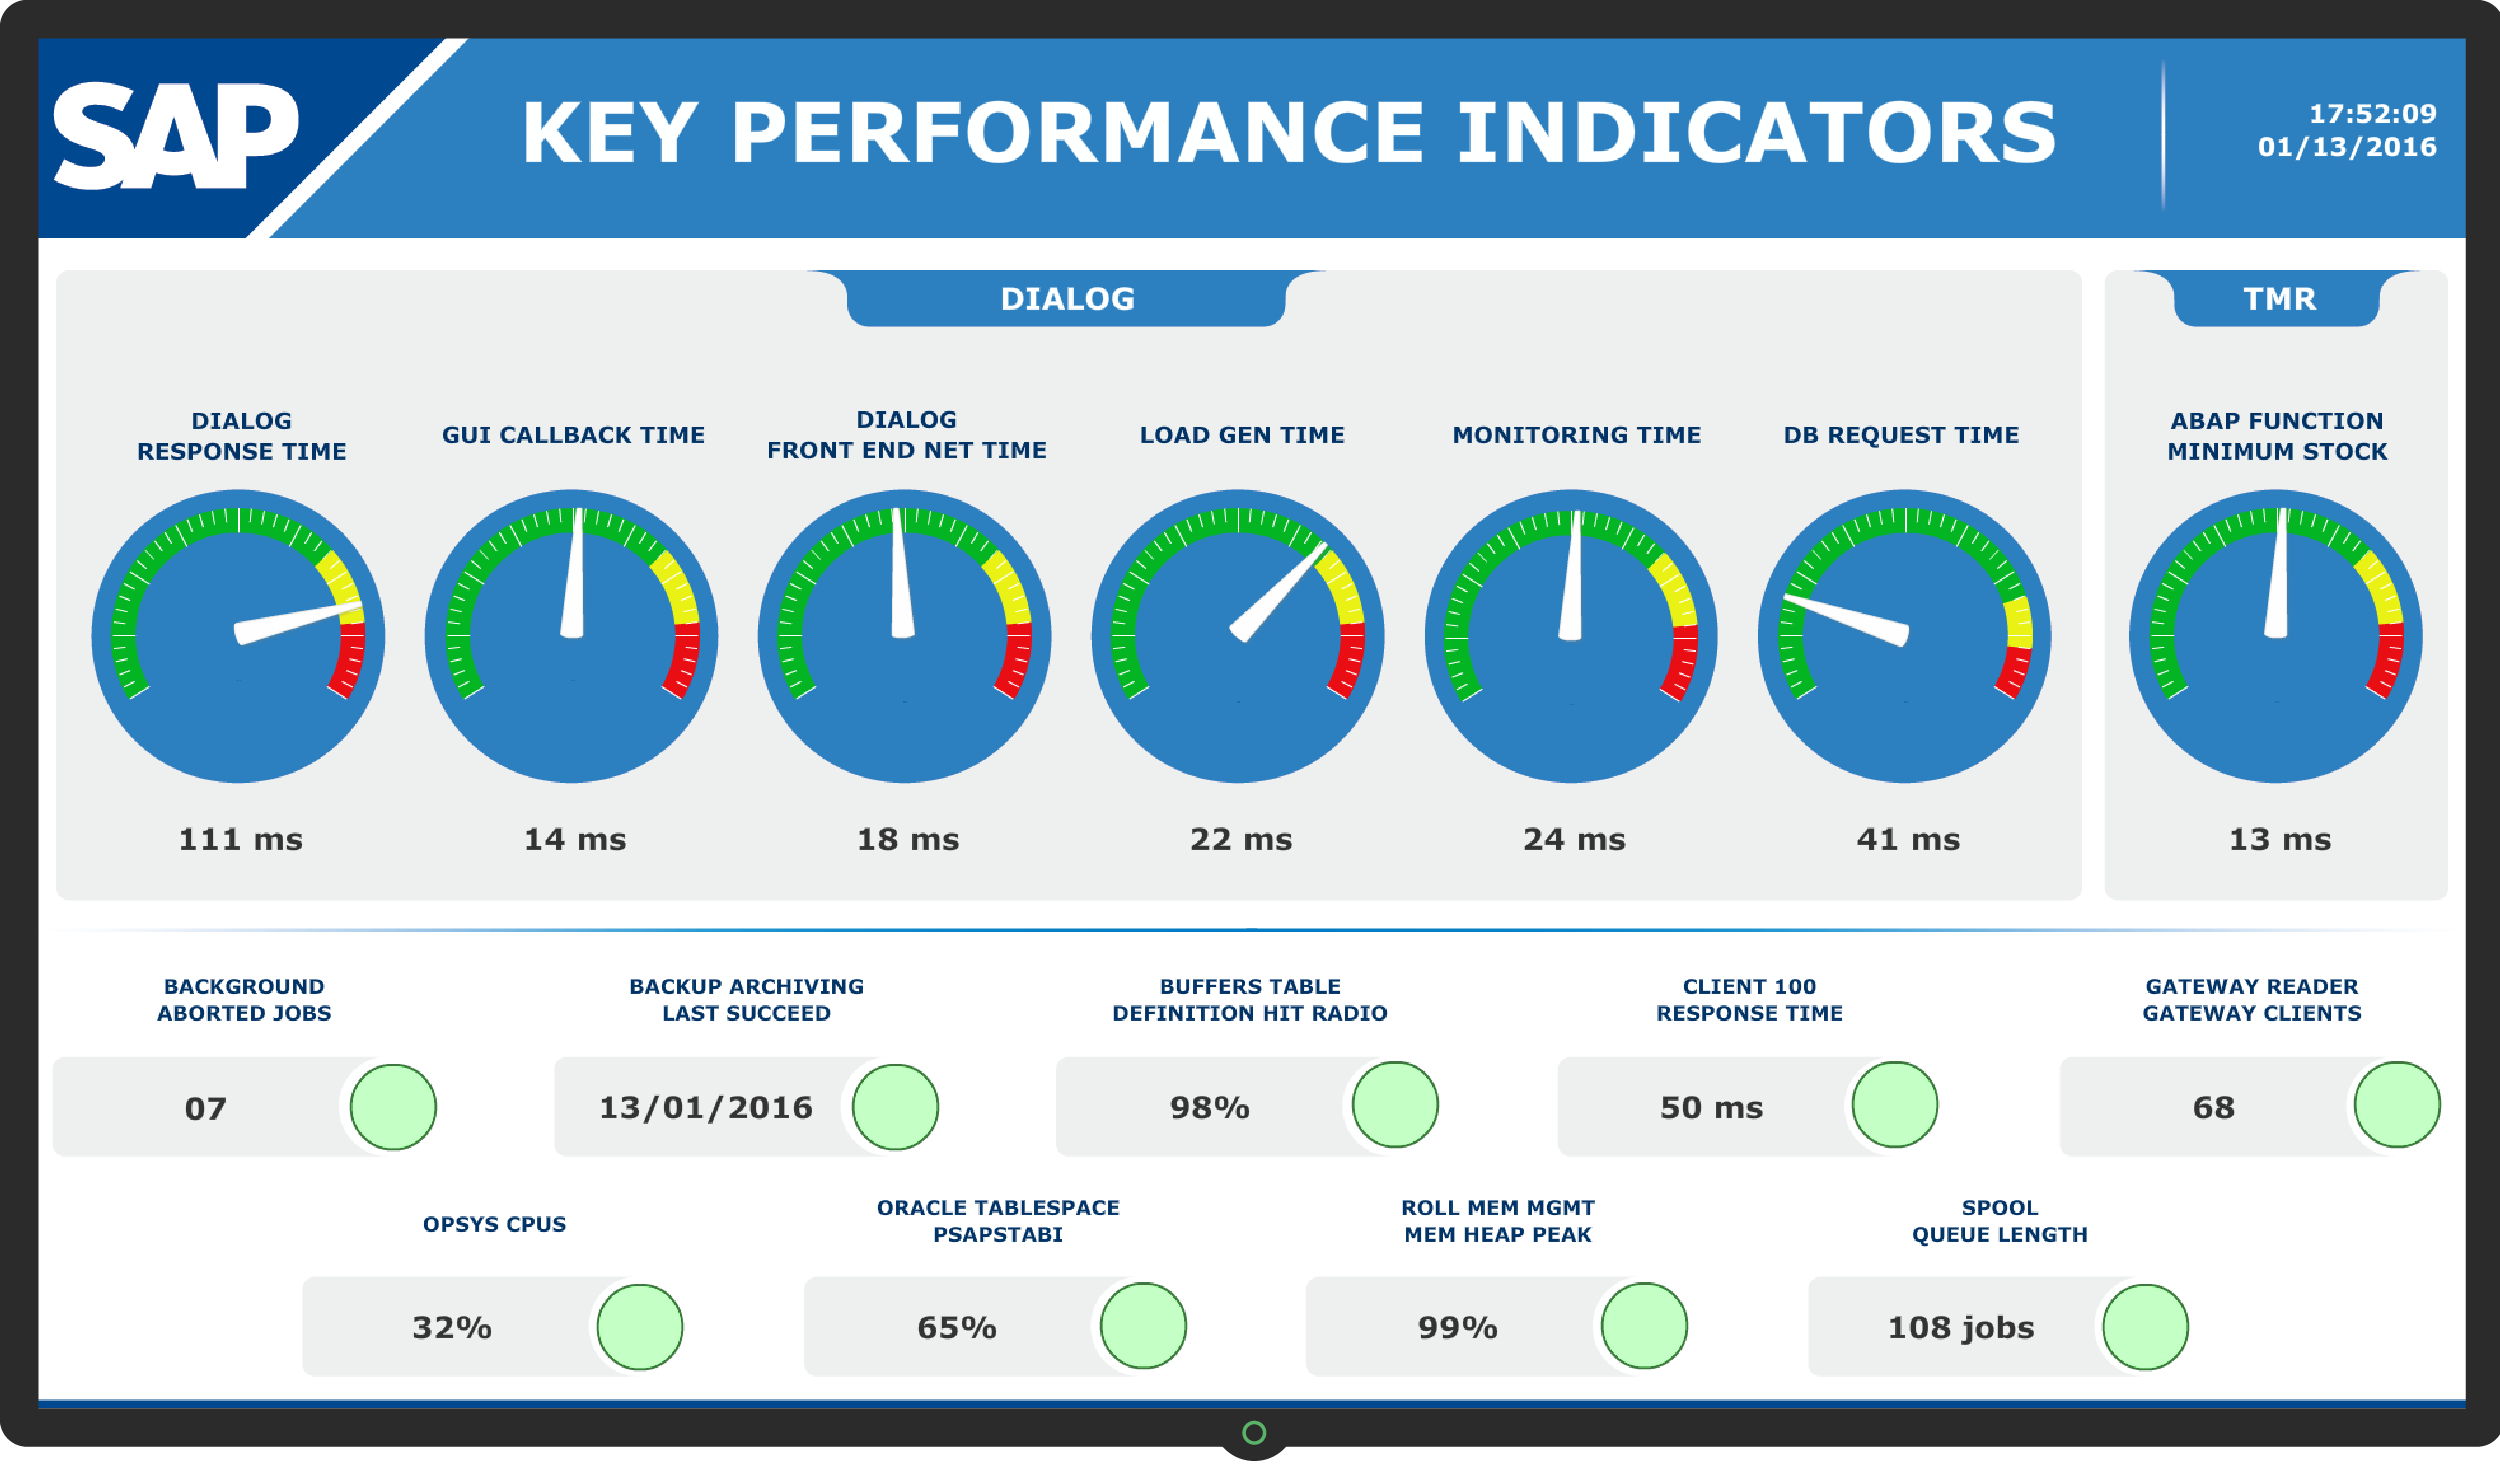 SAP
KEY PERFORMANCE INDICATORS
17:52:09
01/13/2016
DIALOG
TMR
DIALOG
RESPONSE TIME
GUI CALLBACK TIME
DIALOG
FRONT END NET TIME
LOAD GEN TIME
MONITORING TIME
DB REQUEST TIME
ABAP FUNCTION
MINIMUM STOCK
111 ms
14 ms
18 ms
22 ms
24 ms
41 ms
13 ms
BACKGROUND
ABORTED JOBS
BACKUP ARCHIVING
LAST SUCCEED
BUFFERS TABLE
DEFINITION HIT RADIO
CLIENT 100
RESPONSE TIME
GATEWAY READER
GATEWAY CLIENTS
07
13/01/2016
98%
50 ms
68
OPSYS CPUS
ORACLE TABLESPACE
PSAPSTABI
ROLL MEM MGMT
MEM HEAP PEAK
SPOOL
QUEUE LENGTH
32%
65%
99%
108 jobs